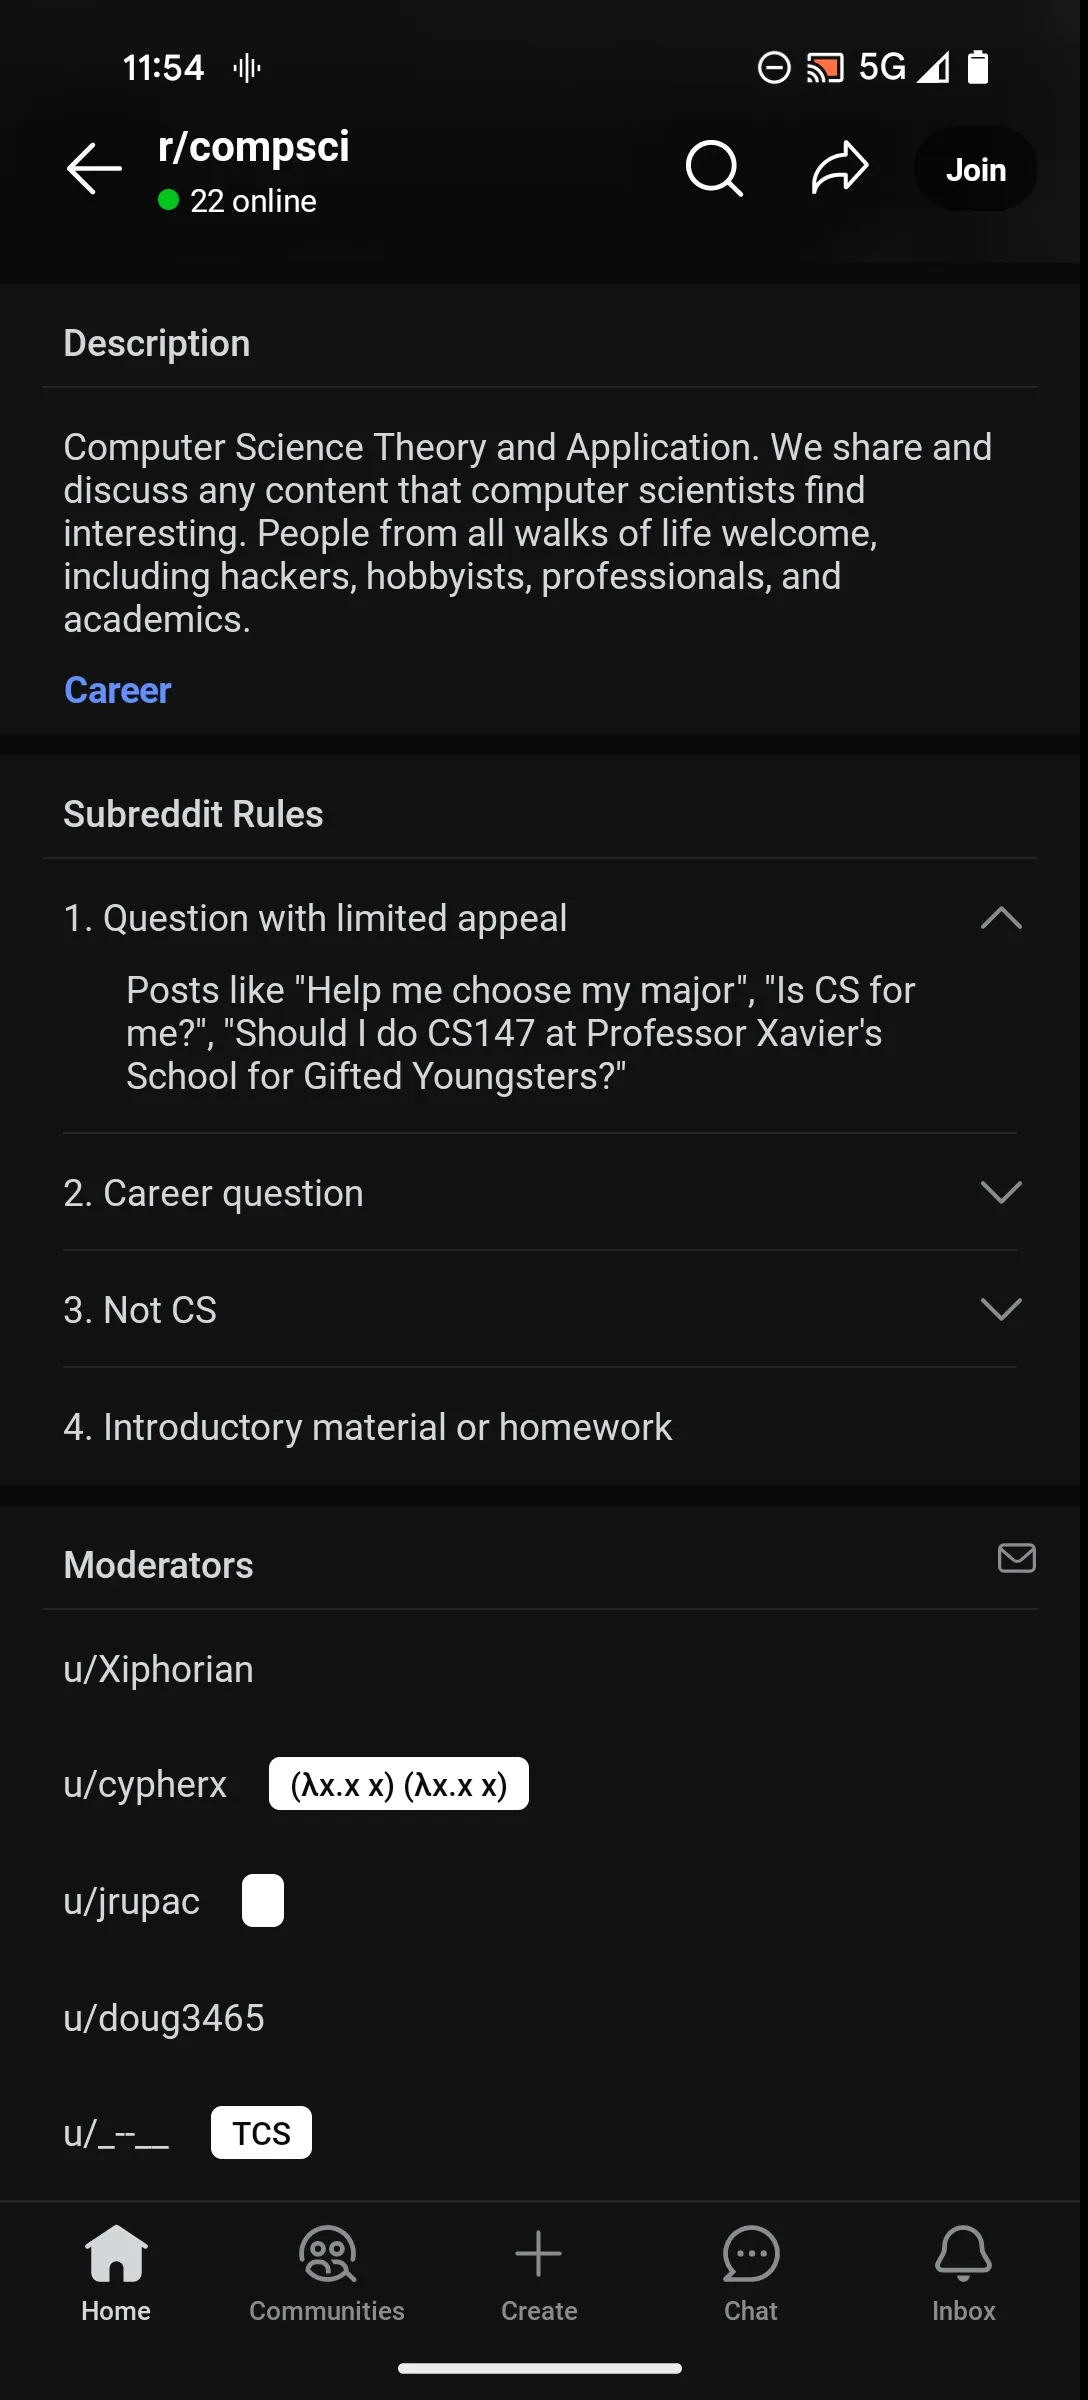 11:54
5G
r/compsci
22 online
Join
Description
Computer Science Theory and Application. We share and
discuss any content that computer scientists find
interesting. People from all walks of life welcome,
including hackers, hobbyists, professionals, and
academics.
Career
Subreddit Rules
1. Question with limited appeal
Posts like "Help me choose my major", "Is CS for
me?", "Should I do CS147 at Professor Xavier's
School for Gifted Youngsters?"
2. Career question
3. Not CS
4. Introductory material or homework
Moderators
u/Xiphorian
u/cypherx (λx.x x) (λx.x x)
u/jrupac
u/doug3465
u/_--__ TCS
Home Communities Create Chat Inbox